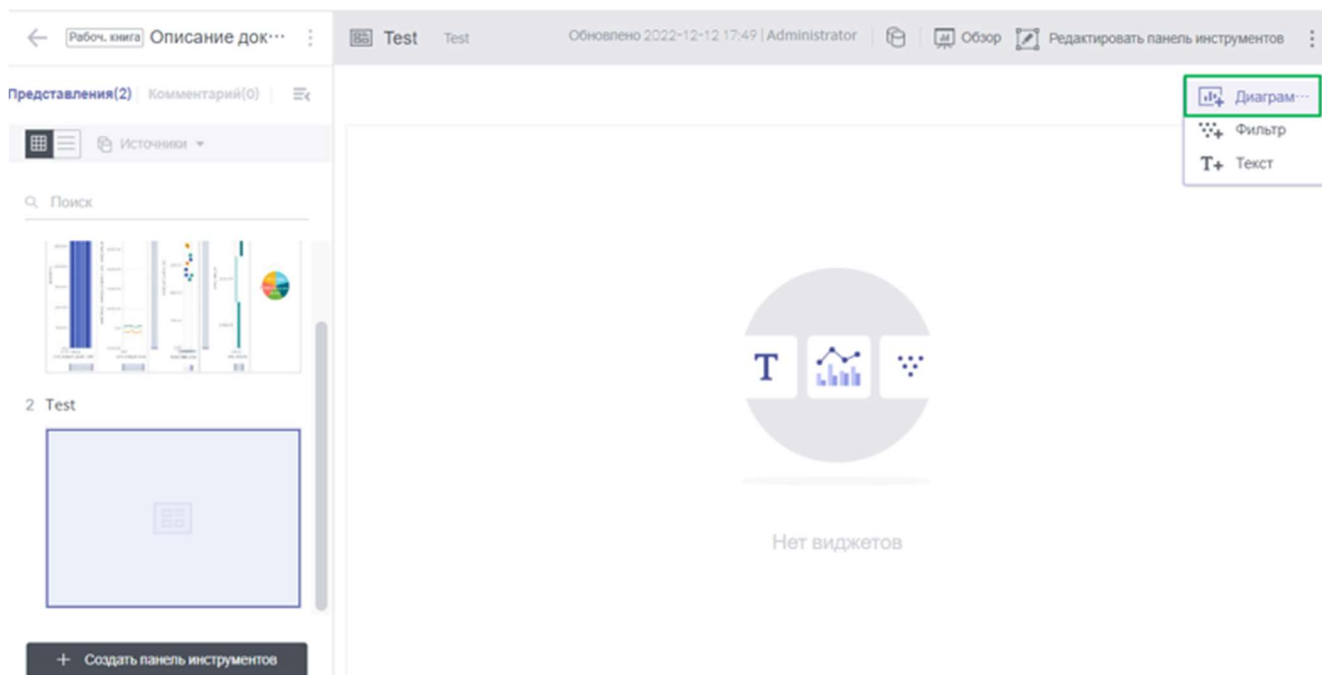 Рабоч. книга Описание док···
Test Test Обновлено 2022-12-12 17:49 | Administrator Обзор Редактировать панель инструментов
Представления(2) Комментарий(0)
Источники
Поиск
2 Test
Создать панель инструментов
Диаграм···
Фильтр
T+ Текст
T
Нет виджетов